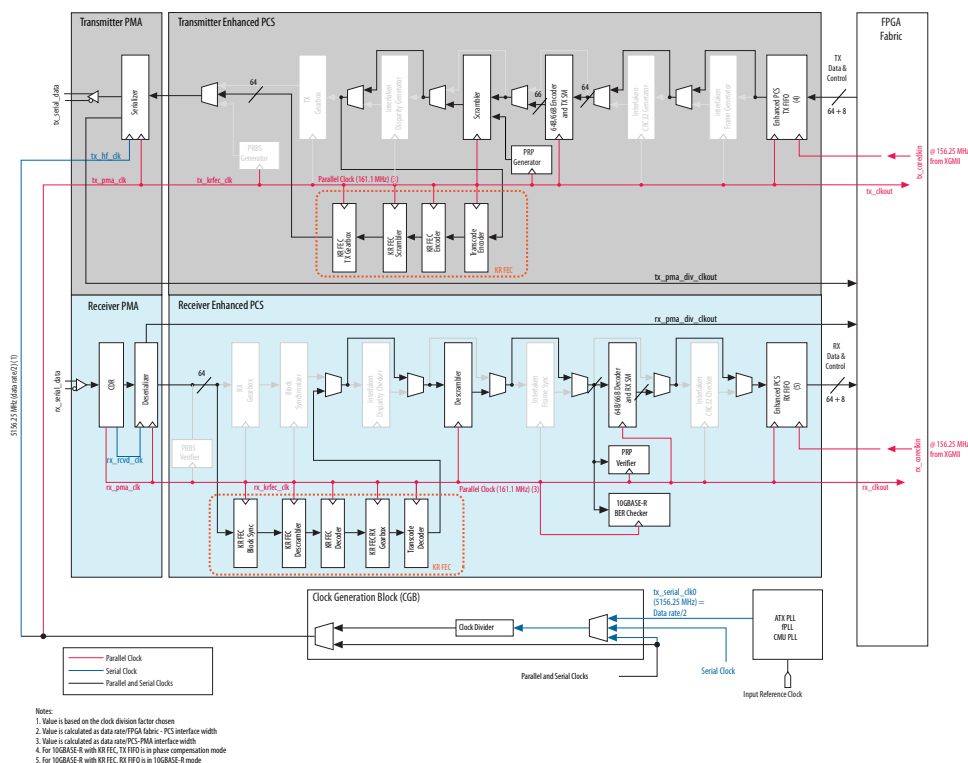 Transmitter PMA
Transmitter Enhanced PCS
FPGA
Fabric
tx_serial_data
Serializer
64
TX
Gearbox
PRBS
Generator
Interlaken
Disparity Generator
Scrambler
PRP
Generator
66
64B/66B Encoder
and TX SM
64
Interlaken
CRC32 Generator
Interlaken
Frame Generator
Enhanced PCS
TX FIFO
(4)
TX
Data &
Control
64 + 8
tx_hf_clk
tx_pma_clk
tx_krfec_clk
Parallel Clock (161.1 MHz) (3)
@ 156.25 MHz
from XGMII
tx_coreclkin
tx_clkout
KR FEC
TX Gearbox
KR FEC
Scrambler
KR FEC
Encoder
Transcode
Encoder
KR FEC
tx_pma_div_clkout
Receiver PMA
Receiver Enhanced PCS
rx_pma_div_clkout
5156.25 MHz (data rate/2) (1)
rx_serial_data
CDR
Deserializer
64
RX
Gearbox
PRBS
Verifier
Block
Synchronizer
Interlaken
Disparity Checker
Descrambler
Interlaken
Frame Sync
64B/66B Decoder
and RX SM
PRP
Verifier
10GBASE-R
BER Checker
Interlaken
CRC32 Checker
Enhanced PCS
RX FIFO
(5)
RX
Data &
Control
64 + 8
rx_rcvd_clk
rx_pma_clk
rx_krfec_clk
Parallel Clock (161.1 MHz) (3)
@ 156.25 MHz
from XGMII
rx_coreclkin
rx_clkout
KR FEC
Block Sync
KR FEC
Descrambler
KR FEC
Decoder
KR FEC RX
Gearbox
Transcode
Decoder
KR FEC
Clock Generation Block (CGB)
Clock Divider
tx_serial_clk0
(5156.25 MHz) =
Data rate/2
ATX PLL
fPLL
CMU PLL
Serial Clock
Parallel and Serial Clocks
Input Reference Clock
Parallel Clock
Serial Clock
Parallel and Serial Clocks
Notes:
1. Value is based on the clock division factor chosen
2. Value is calculated as data rate/FPGA fabric - PCS interface width
3. Value is calculated as data rate/PCS-PMA interface width
4. For 10GBASE-R with KR FEC, TX FIFO is in phase compensation mode
5. For 10GBASE-R with KR FEC, RX FIFO is in 10GBASE-R mode